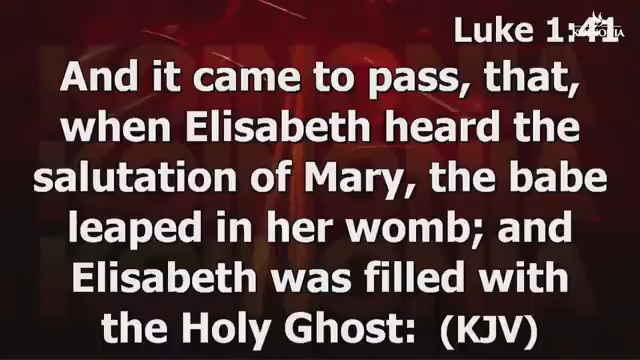 Luke 1:41
And it came to pass, that,
when Elisabeth heard the
salutation of Mary, the babe
leaped in her womb; and
Elisabeth was filled with
the Holy Ghost: (KJV)